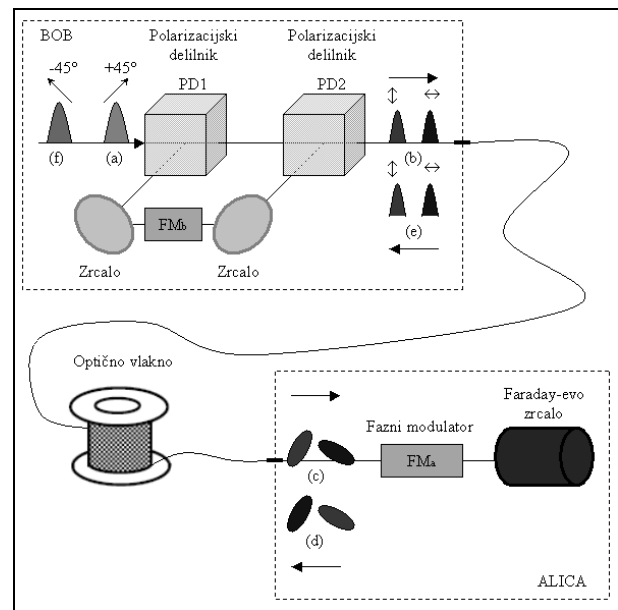 BOB
Polarizacijski
delilnik
Polarizacijski
delilnik
-45°
+45°
PD1
PD2
(f)
(a)
(b)
(e)
FMb
Zrcalo
Zrcalo
Optično vlakno
Faraday-evo
zrcalo
Fazni modulator
FMa
(c)
(d)
ALICA